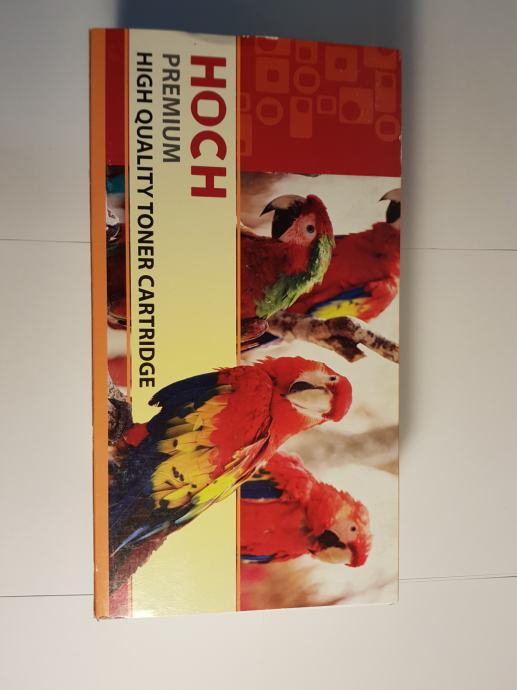 HOCH
PREMIUM
HIGH QUALITY TONER CARTRIDGE